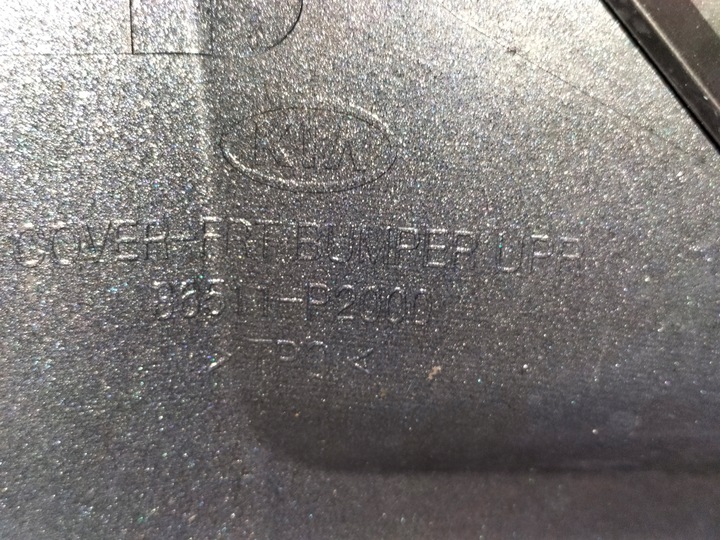 KIA
COVER-FRT BUMPER UPR
86511-P2000
> TPO <